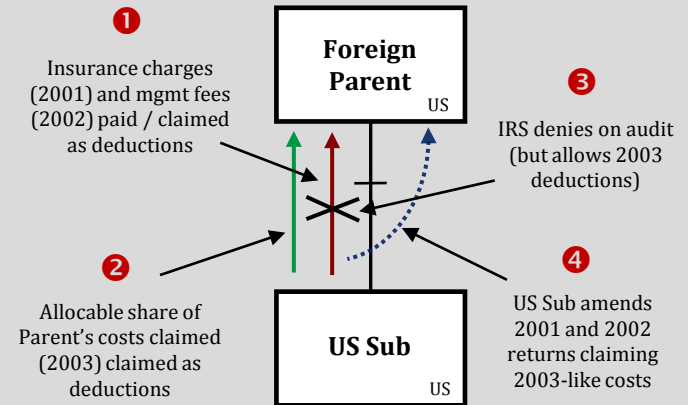 1
Insurance charges
(2001) and mgmt fees
(2002) paid / claimed
as deductions
Foreign
Parent
US
3
IRS denies on audit
(but allows 2003
deductions)
2
Allocable share of
Parent's costs claimed
(2003) claimed as
deductions
US Sub
US
4
US Sub amends
2001 and 2002
returns claiming
2003-like costs